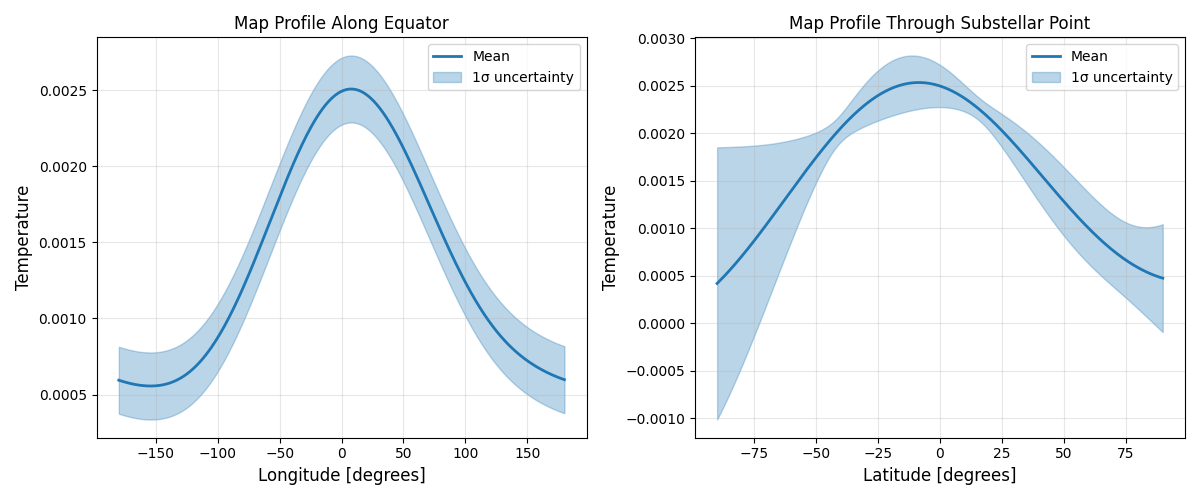 Map Profile Along Equator
Mean
1σ uncertainty
Temperature
0.0025
0.0020
0.0015
0.0010
0.0005
−150 −100 −50 0 50 100 150
Longitude [degrees]
Map Profile Through Substellar Point
Mean
1σ uncertainty
Temperature
0.0030
0.0025
0.0020
0.0015
0.0010
0.0005
0.0000
−0.0005
−0.0010
−75 −50 −25 0 25 50 75
Latitude [degrees]